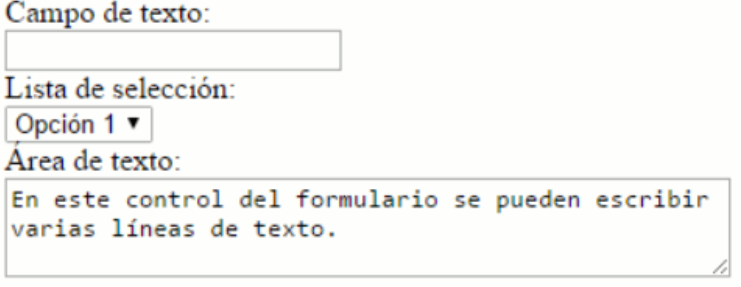 Campo de texto:
Lista de selección:
Opción 1 ▼
Área de texto:
En este control del formulario se pueden escribir
varias líneas de texto.